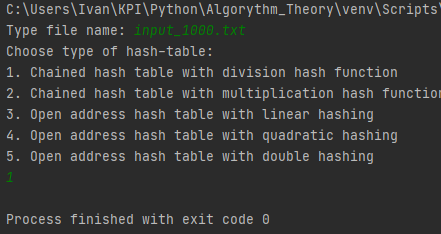 C:\Users\Ivan\KPI\Python\Algorythm_Theory\venv\Scripts\
Type file name: input_1000.txt
Choose type of hash-table:
1. Chained hash table with division hash function
2. Chained hash table with multiplication hash function
3. Open address hash table with linear hashing
4. Open address hash table with quadratic hashing
5. Open address hash table with double hashing
1
Process finished with exit code 0